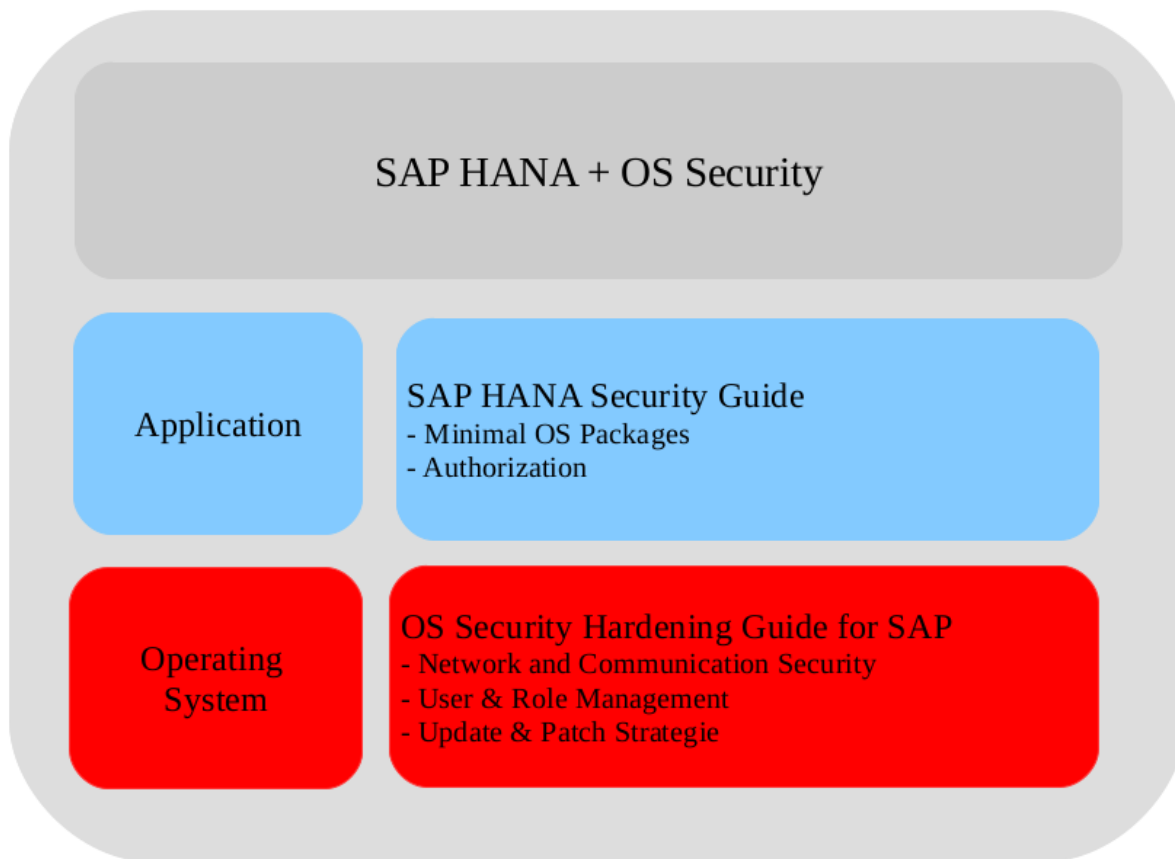 SAP HANA + OS Security
Application
SAP HANA Security Guide
- Minimal OS Packages
- Authorization
Operating
System
OS Security Hardening Guide for SAP
- Network and Communication Security
- User & Role Management
- Update & Patch Strategie